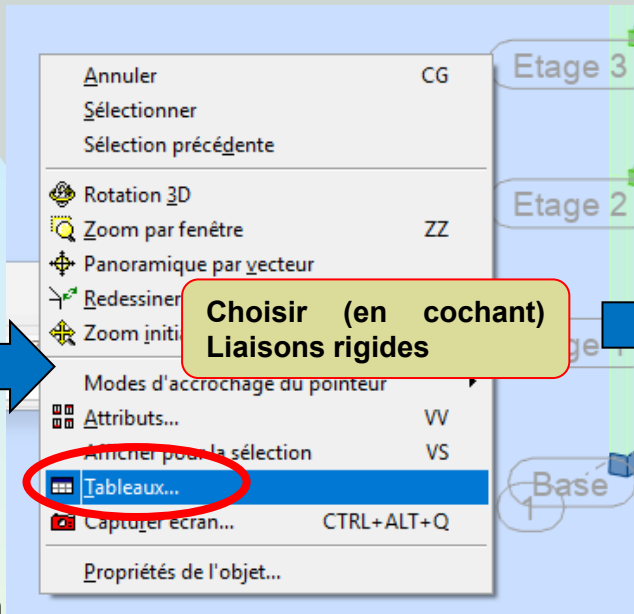 Annuler CG
Sélectionner
Sélection précédente
Rotation 3D
Zoom par fenêtre ZZ
Panoramique par vecteur
Redessiner
Zoom
Choisir (en cochant)
Liaisons rigides
Modes d'accrochage du pointeur
Attributs... VV
Afficher pour la sélection VS
Tableaux...
Capturer écran... CTRL+ALT+Q
Propriétés de l'objet...
Etage 3
Etage 2
Base
1